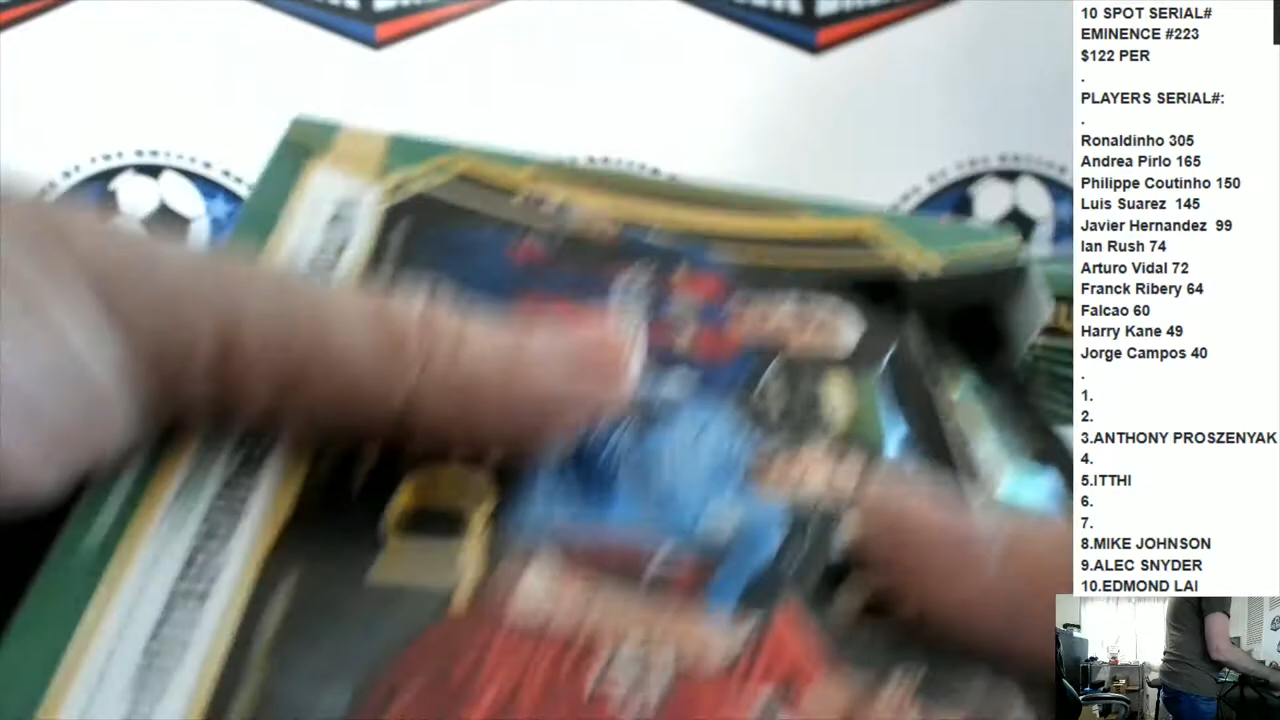 10 SPOT SERIAL#
EMINENCE #223
$122 PER
.
PLAYERS SERIAL#:
.
Ronaldinho 305
Andrea Pirlo 165
Philippe Coutinho 150
Luis Suarez 145
Javier Hernandez 99
Ian Rush 74
Arturo Vidal 72
Franck Ribery 64
Falcao 60
Harry Kane 49
Jorge Campos 40
.
1.
2.
3.ANTHONY PROSZENYAK
4.
5.ITTHI
6.
7.
8.MIKE JOHNSON
9.ALEC SNYDER
10.EDMOND LAI